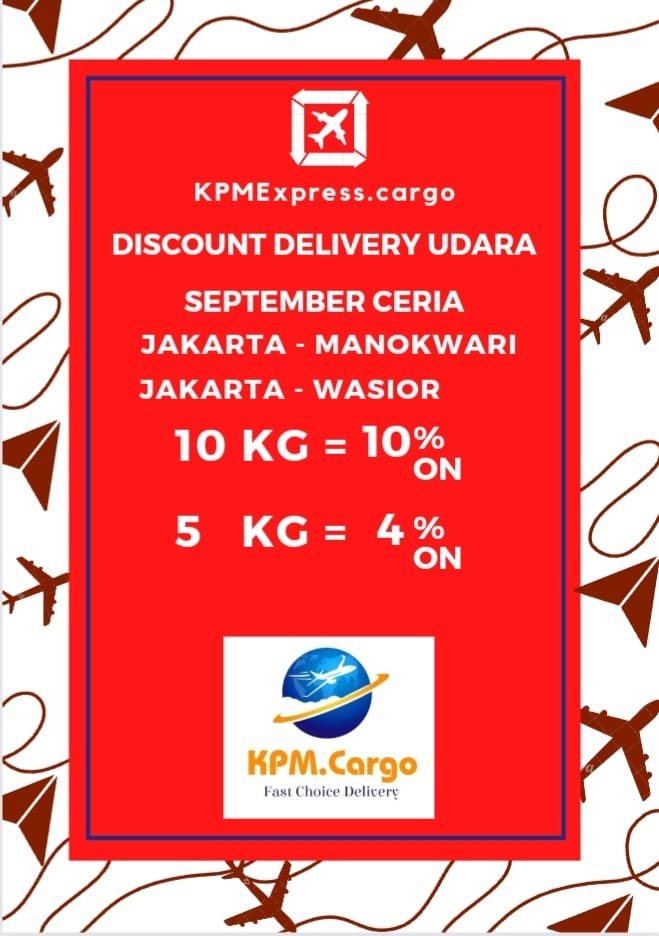 KPMExpress.cargo
DISCOUNT DELIVERY UDARA
SEPTEMBER CERIA
JAKARTA - MANOKWARI
JAKARTA - WASIOR
10 KG = 10%
ON
5 KG = 4%
ON
KPM.Cargo
Fast Choice Delivery